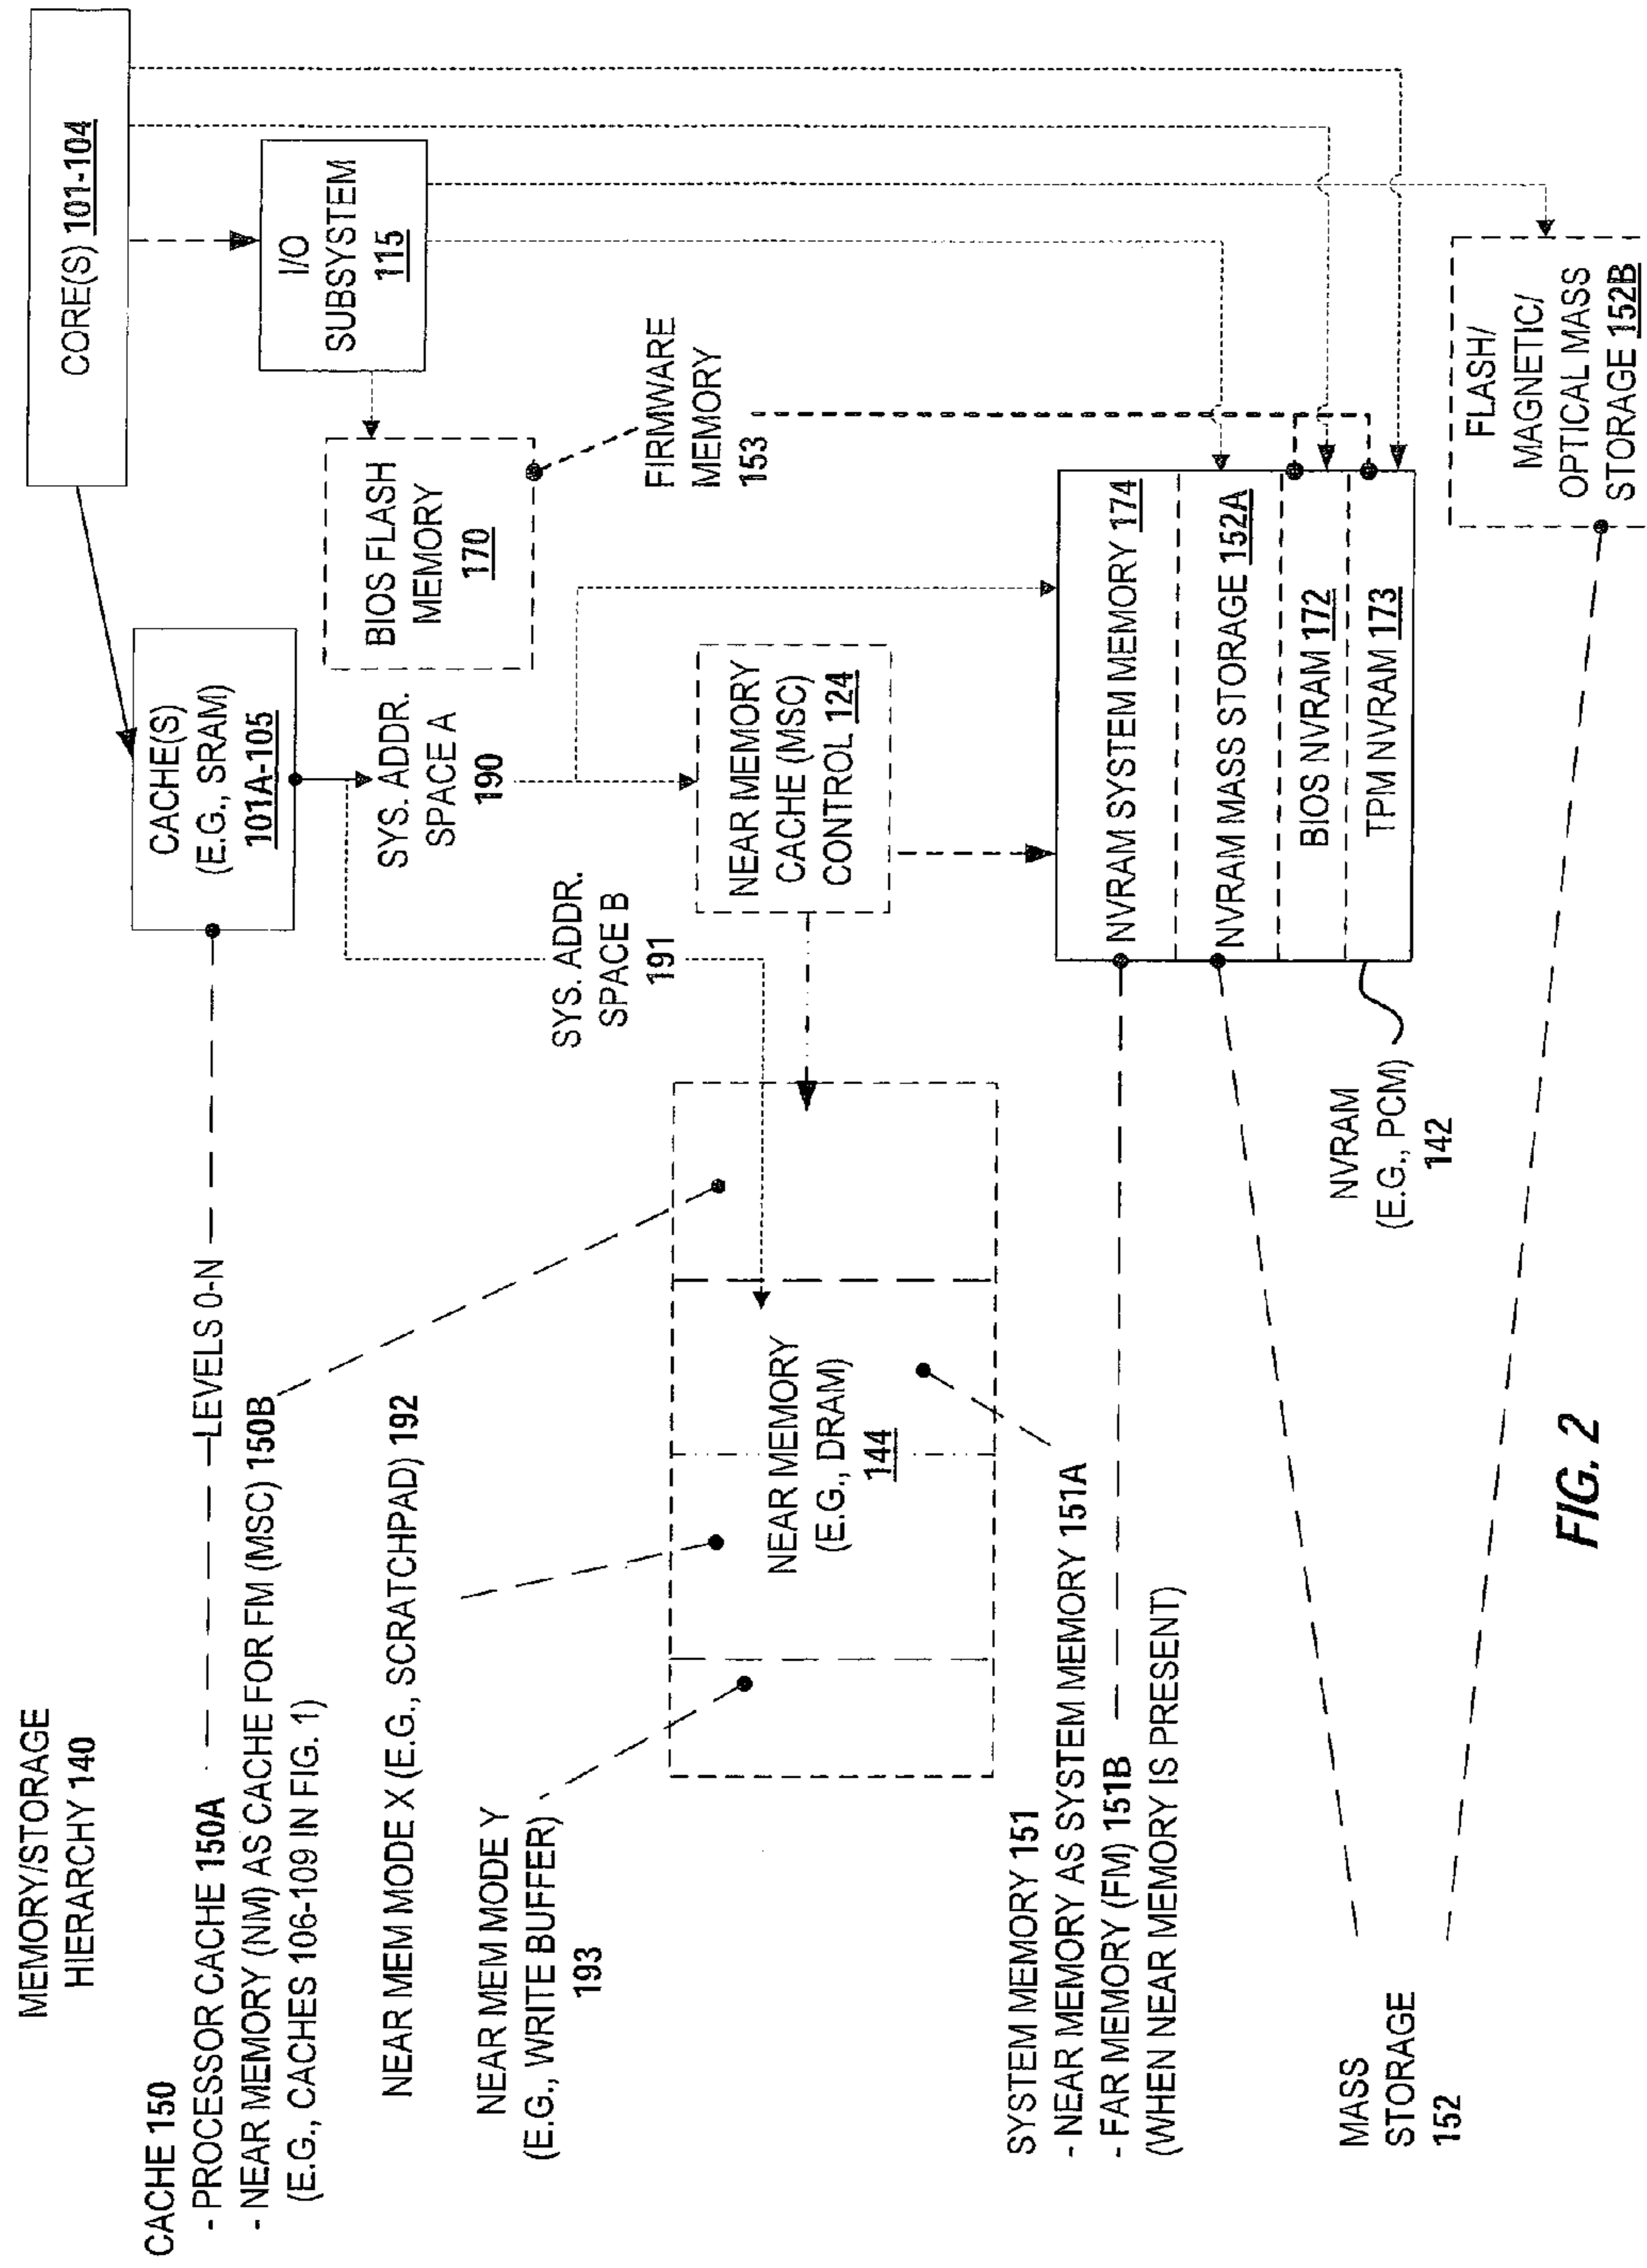 MEMORY/STORAGE
HIERARCHY 140
CACHE 150
- PROCESSOR CACHE 150A
LEVELS 0-N
- NEAR MEMORY (NM) AS CACHE FOR FM (MSC) 150B
(E.G., CACHES 106-109 IN FIG. 1)
NEAR MEM MODE X (E.G., SCRATCHPAD) 192
NEAR MEM MODE Y
(E.G., WRITE BUFFER)
193
SYSTEM MEMORY 151
- NEAR MEMORY AS SYSTEM MEMORY 151A
- FAR MEMORY (FM) 151B
(WHEN NEAR MEMORY IS PRESENT)
MASS
STORAGE
152
CORE(S) 101-104
CACHE(S)
(E.G., SRAM)
101A-105
I/O
SUBSYSTEM
115
BIOS FLASH
MEMORY
170
FIRMWARE
MEMORY
153
SYS. ADDR.
SPACE A
190
SYS. ADDR.
SPACE B
191
NEAR MEMORY
CACHE (MSC)
CONTROL 124
NEAR MEMORY
(E.G., DRAM)
144
NVRAM SYSTEM MEMORY 174
NVRAM MASS STORAGE 152A
BIOS NVRAM 172
TPM NVRAM 173
NVRAM
(E.G., PCM)
142
FLASH/
MAGNETIC/
OPTICAL MASS
STORAGE 152B
FIG. 2